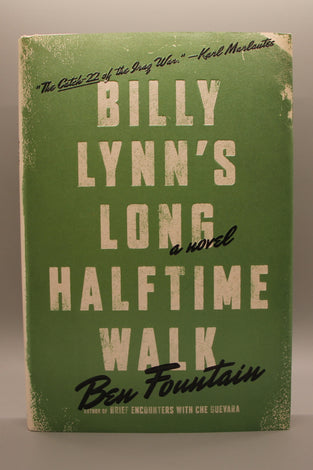 "The Catch-22 of the Iraq War." —Karl Marlantes
BILLY
LYNN'S
LONG
a novel
HALFTIME
WALK
Ben Fountain
AUTHOR OF BRIEF ENCOUNTERS WITH CHE GUEVARA